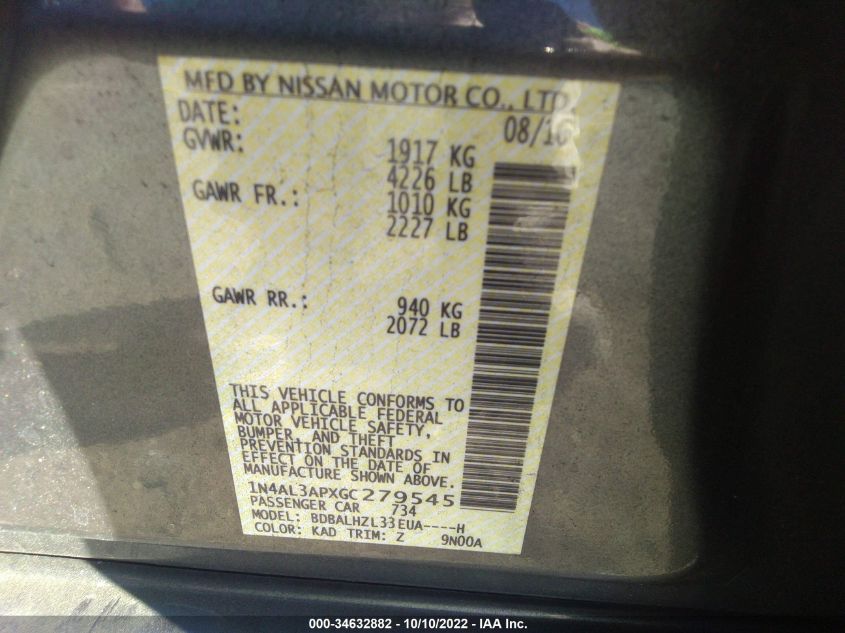 MFD BY NISSAN MOTOR CO., LTD.
DATE: 08/16
GVWR: 1917 KG
4226 LB
GAWR FR.: 1010 KG
2227 LB
GAWR RR.: 940 KG
2072 LB
THIS VEHICLE CONFORMS TO
ALL APPLICABLE FEDERAL
MOTOR VEHICLE SAFETY,
BUMPER, AND THEFT
PREVENTION STANDARDS IN
EFFECT ON THE DATE OF
MANUFACTURE SHOWN ABOVE.
1N4AL3APXGC279545
PASSENGER CAR 734
MODEL: BDBALHZL33EUA----H
COLOR: KAD TRIM: Z 9N00A
000-34632882 - 10/10/2022 - IAA Inc.